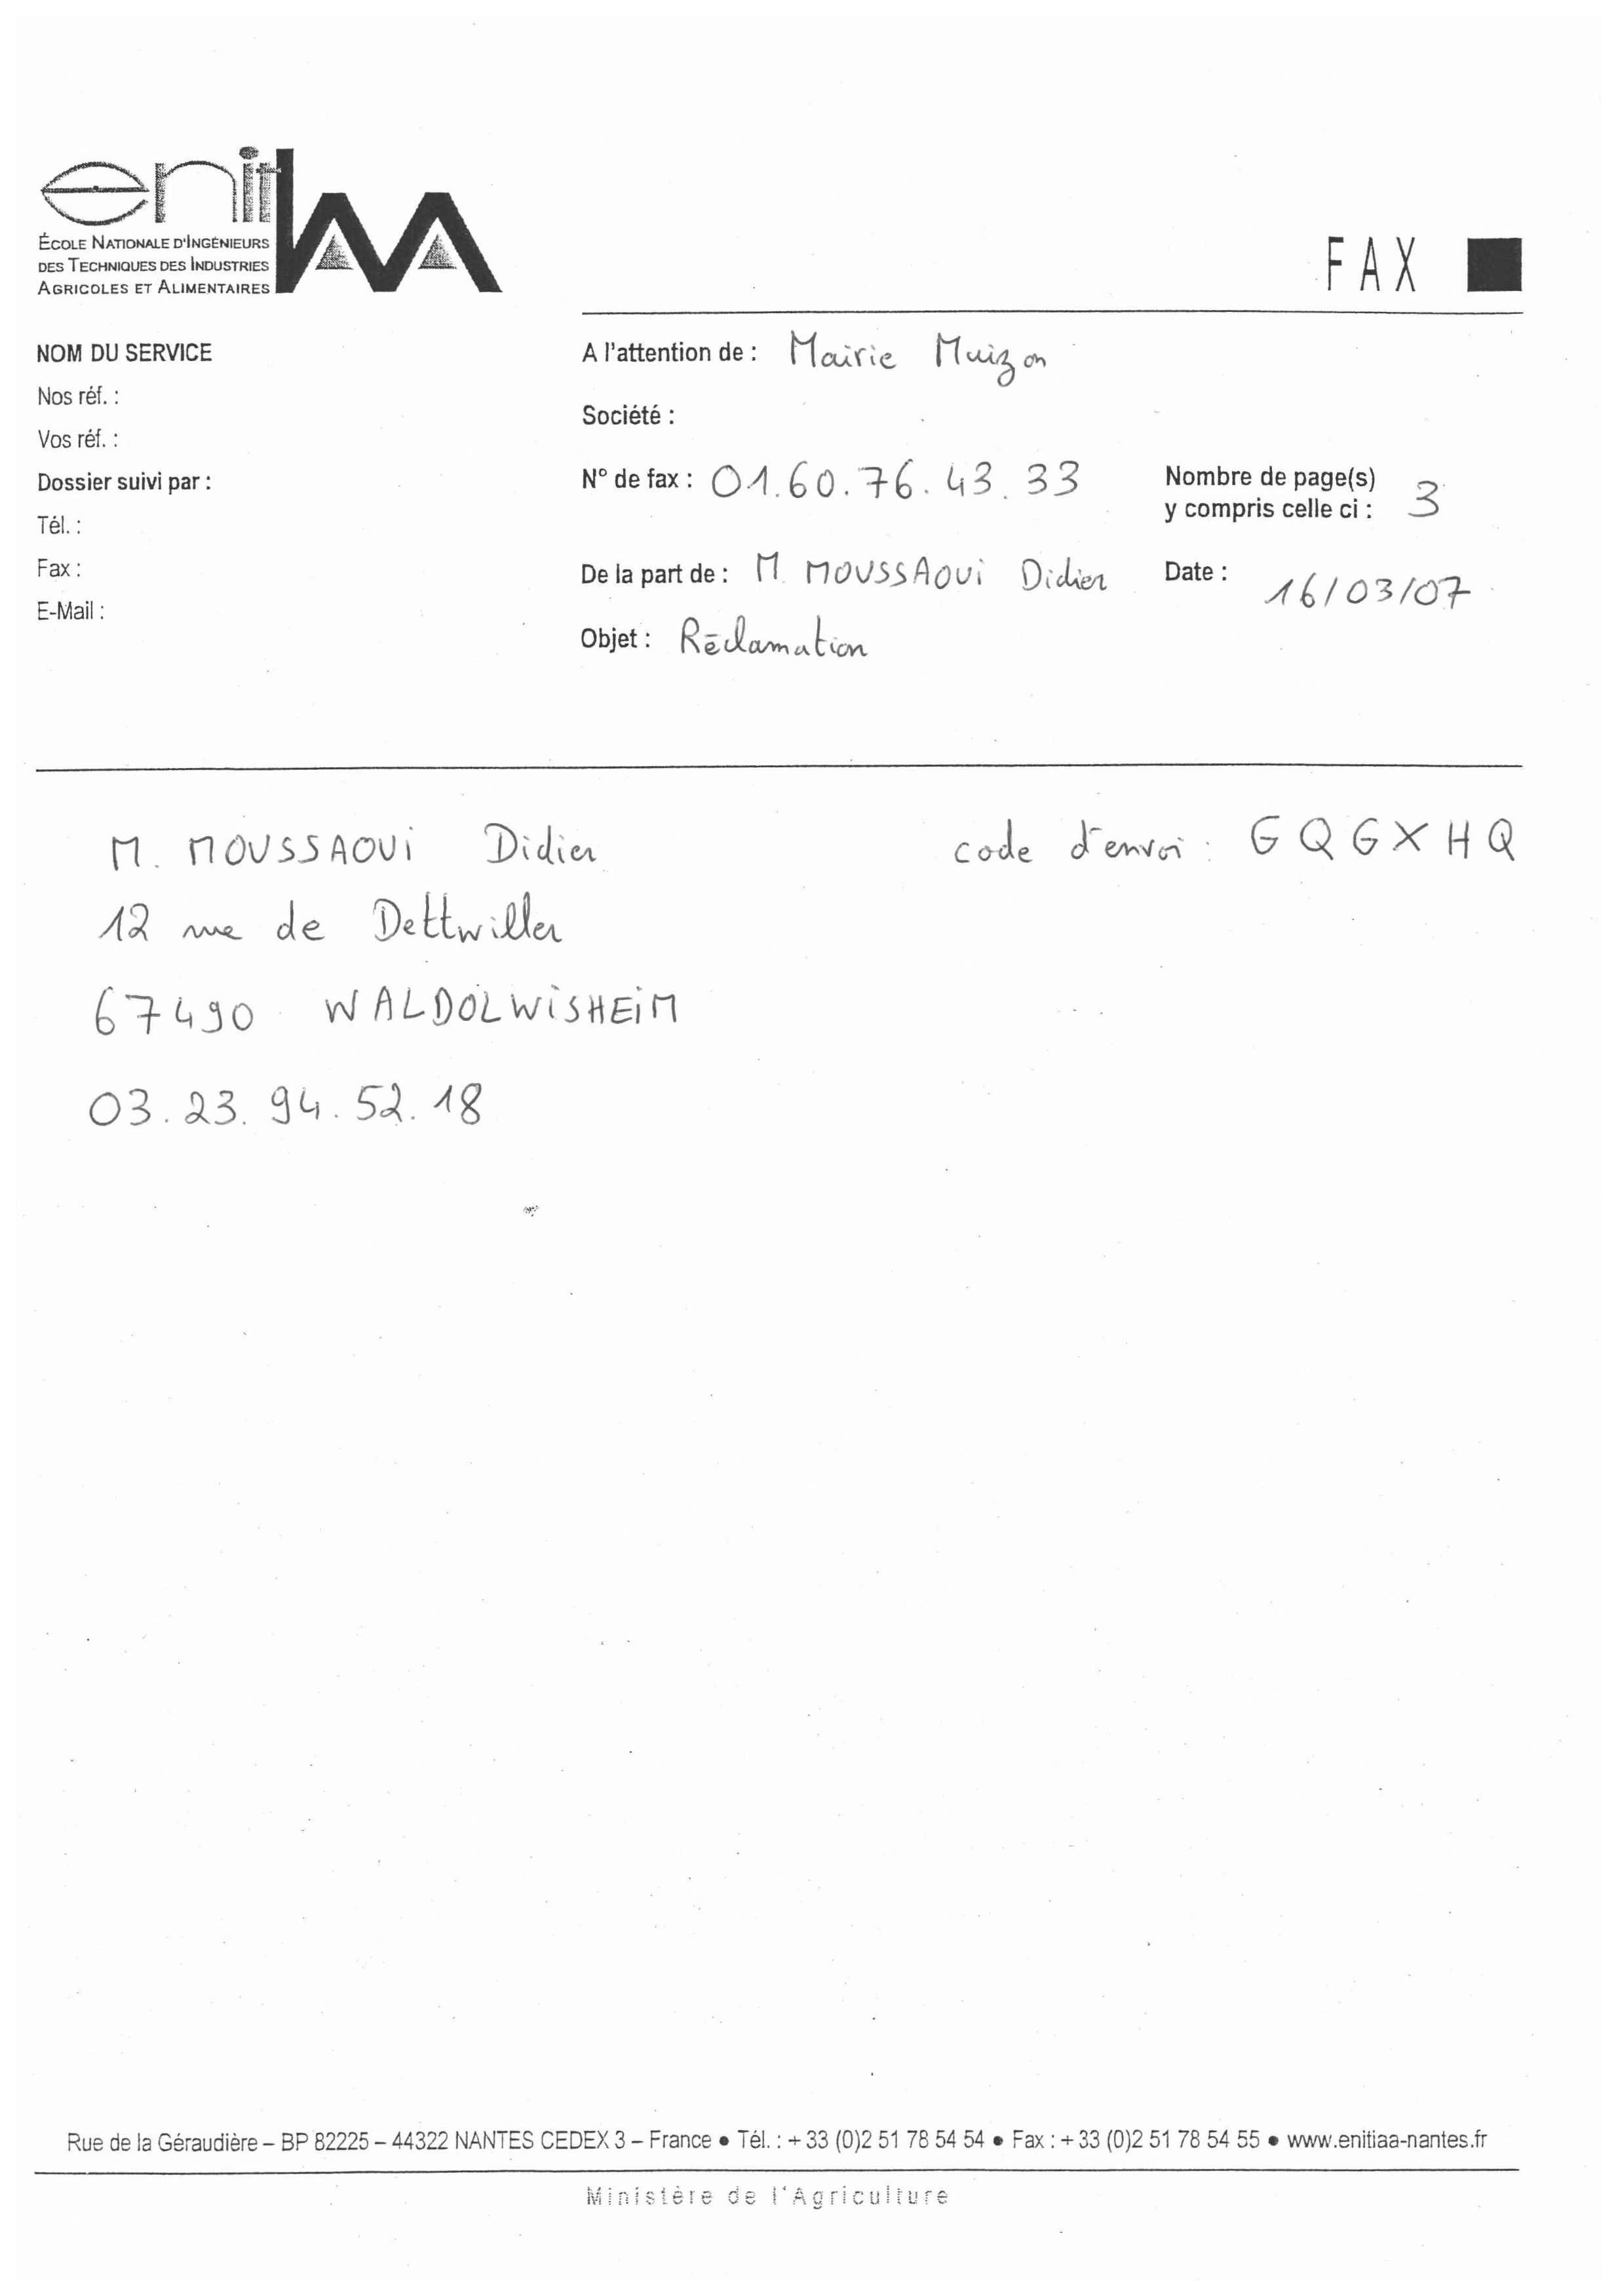 enitIAA
ÉCOLE NATIONALE D'INGÉNIEURS
DES TECHNIQUES DES INDUSTRIES
AGRICOLES ET ALIMENTAIRES
FAX
NOM DU SERVICE
Nos réf. :
Vos réf. :
Dossier suivi par :
Tél. :
Fax :
E-Mail :
A l'attention de : Mairie Muizon
Société :
N° de fax : 01.60.76.43.33
Nombre de page(s)
y compris celle ci : 3
De la part de : M. MOUSSAOUi Didier
Date : 16/03/07
Objet : Réclamation
M. MOUSSAOUi Didier
code d'envoi : GQGXHQ
12 rue de Dettwiller
67490 WALDOLWiSHEiM
03.23.94.52.18
Rue de la Géraudière – BP 82225 – 44322 NANTES CEDEX 3 – France ● Tél. : + 33 (0)2 51 78 54 54 ● Fax : + 33 (0)2 51 78 54 55 ● www.enitiaa-nantes.fr
Ministère de l'Agriculture